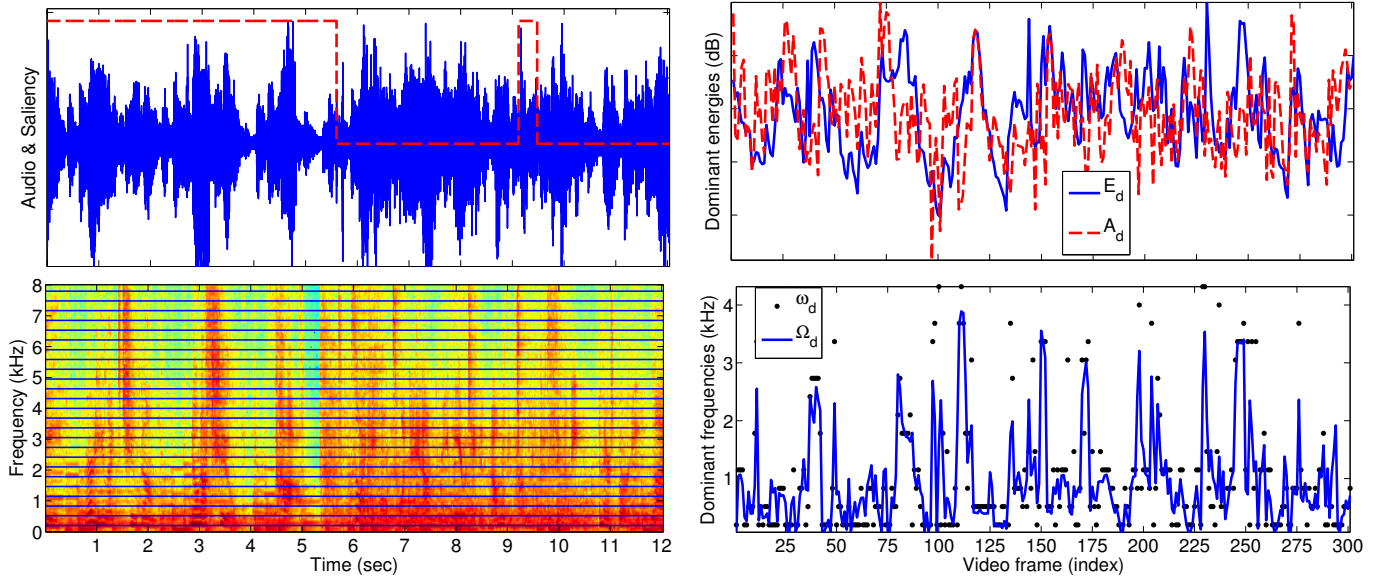 Audio & Saliency
Dominant energies (dB)
E_d
A_d
Frequency (kHz)
8
7
6
5
4
3
2
1
0
1 2 3 4 5 6 7 8 9 10 11 12
Time (sec)
Dominant frequencies (kHz)
4
3
2
1
ω_d
Ω_d
25 50 75 100 125 150 175 200 225 250 275 300
Video frame (index)